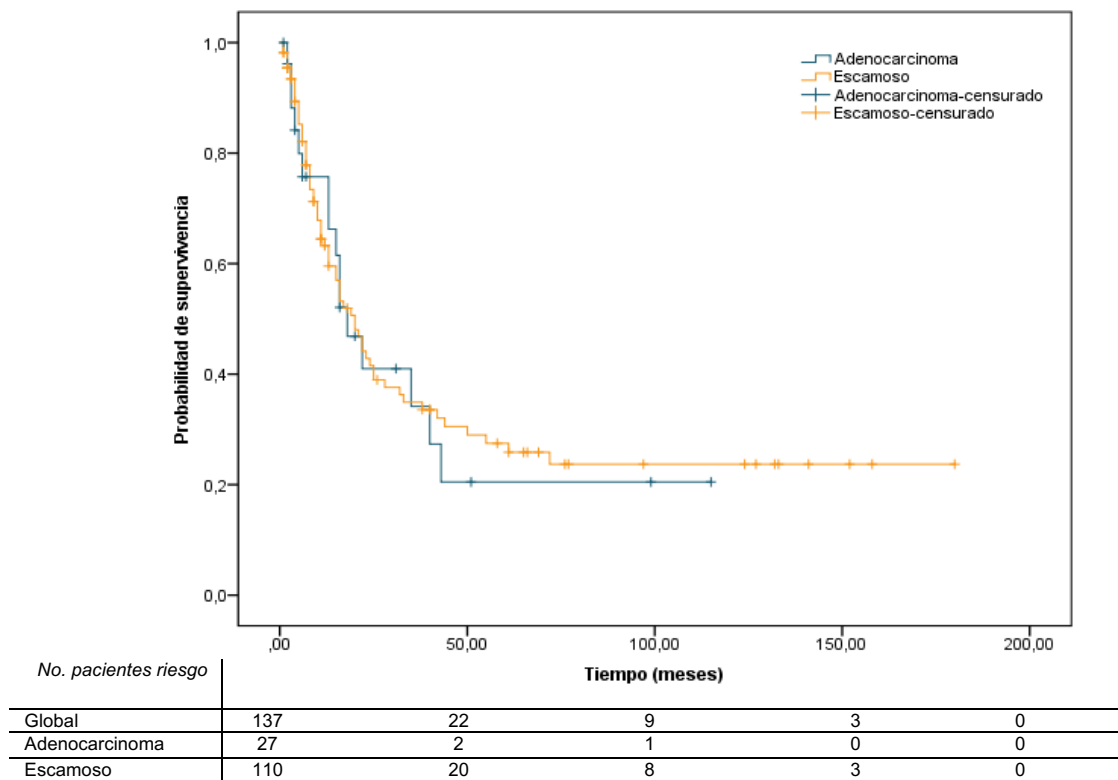 1,0
0,8
0,6
0,4
0,2
0,0
Probabilidad de supervivencia
Adenocarcinoma
Escamoso
Adenocarcinoma-censurado
Escamoso-censurado
,00 50,00 100,00 150,00 200,00
Tiempo (meses)
No. pacientes riesgo
Global 137 22 9 3 0
Adenocarcinoma 27 2 1 0 0
Escamoso 110 20 8 3 0